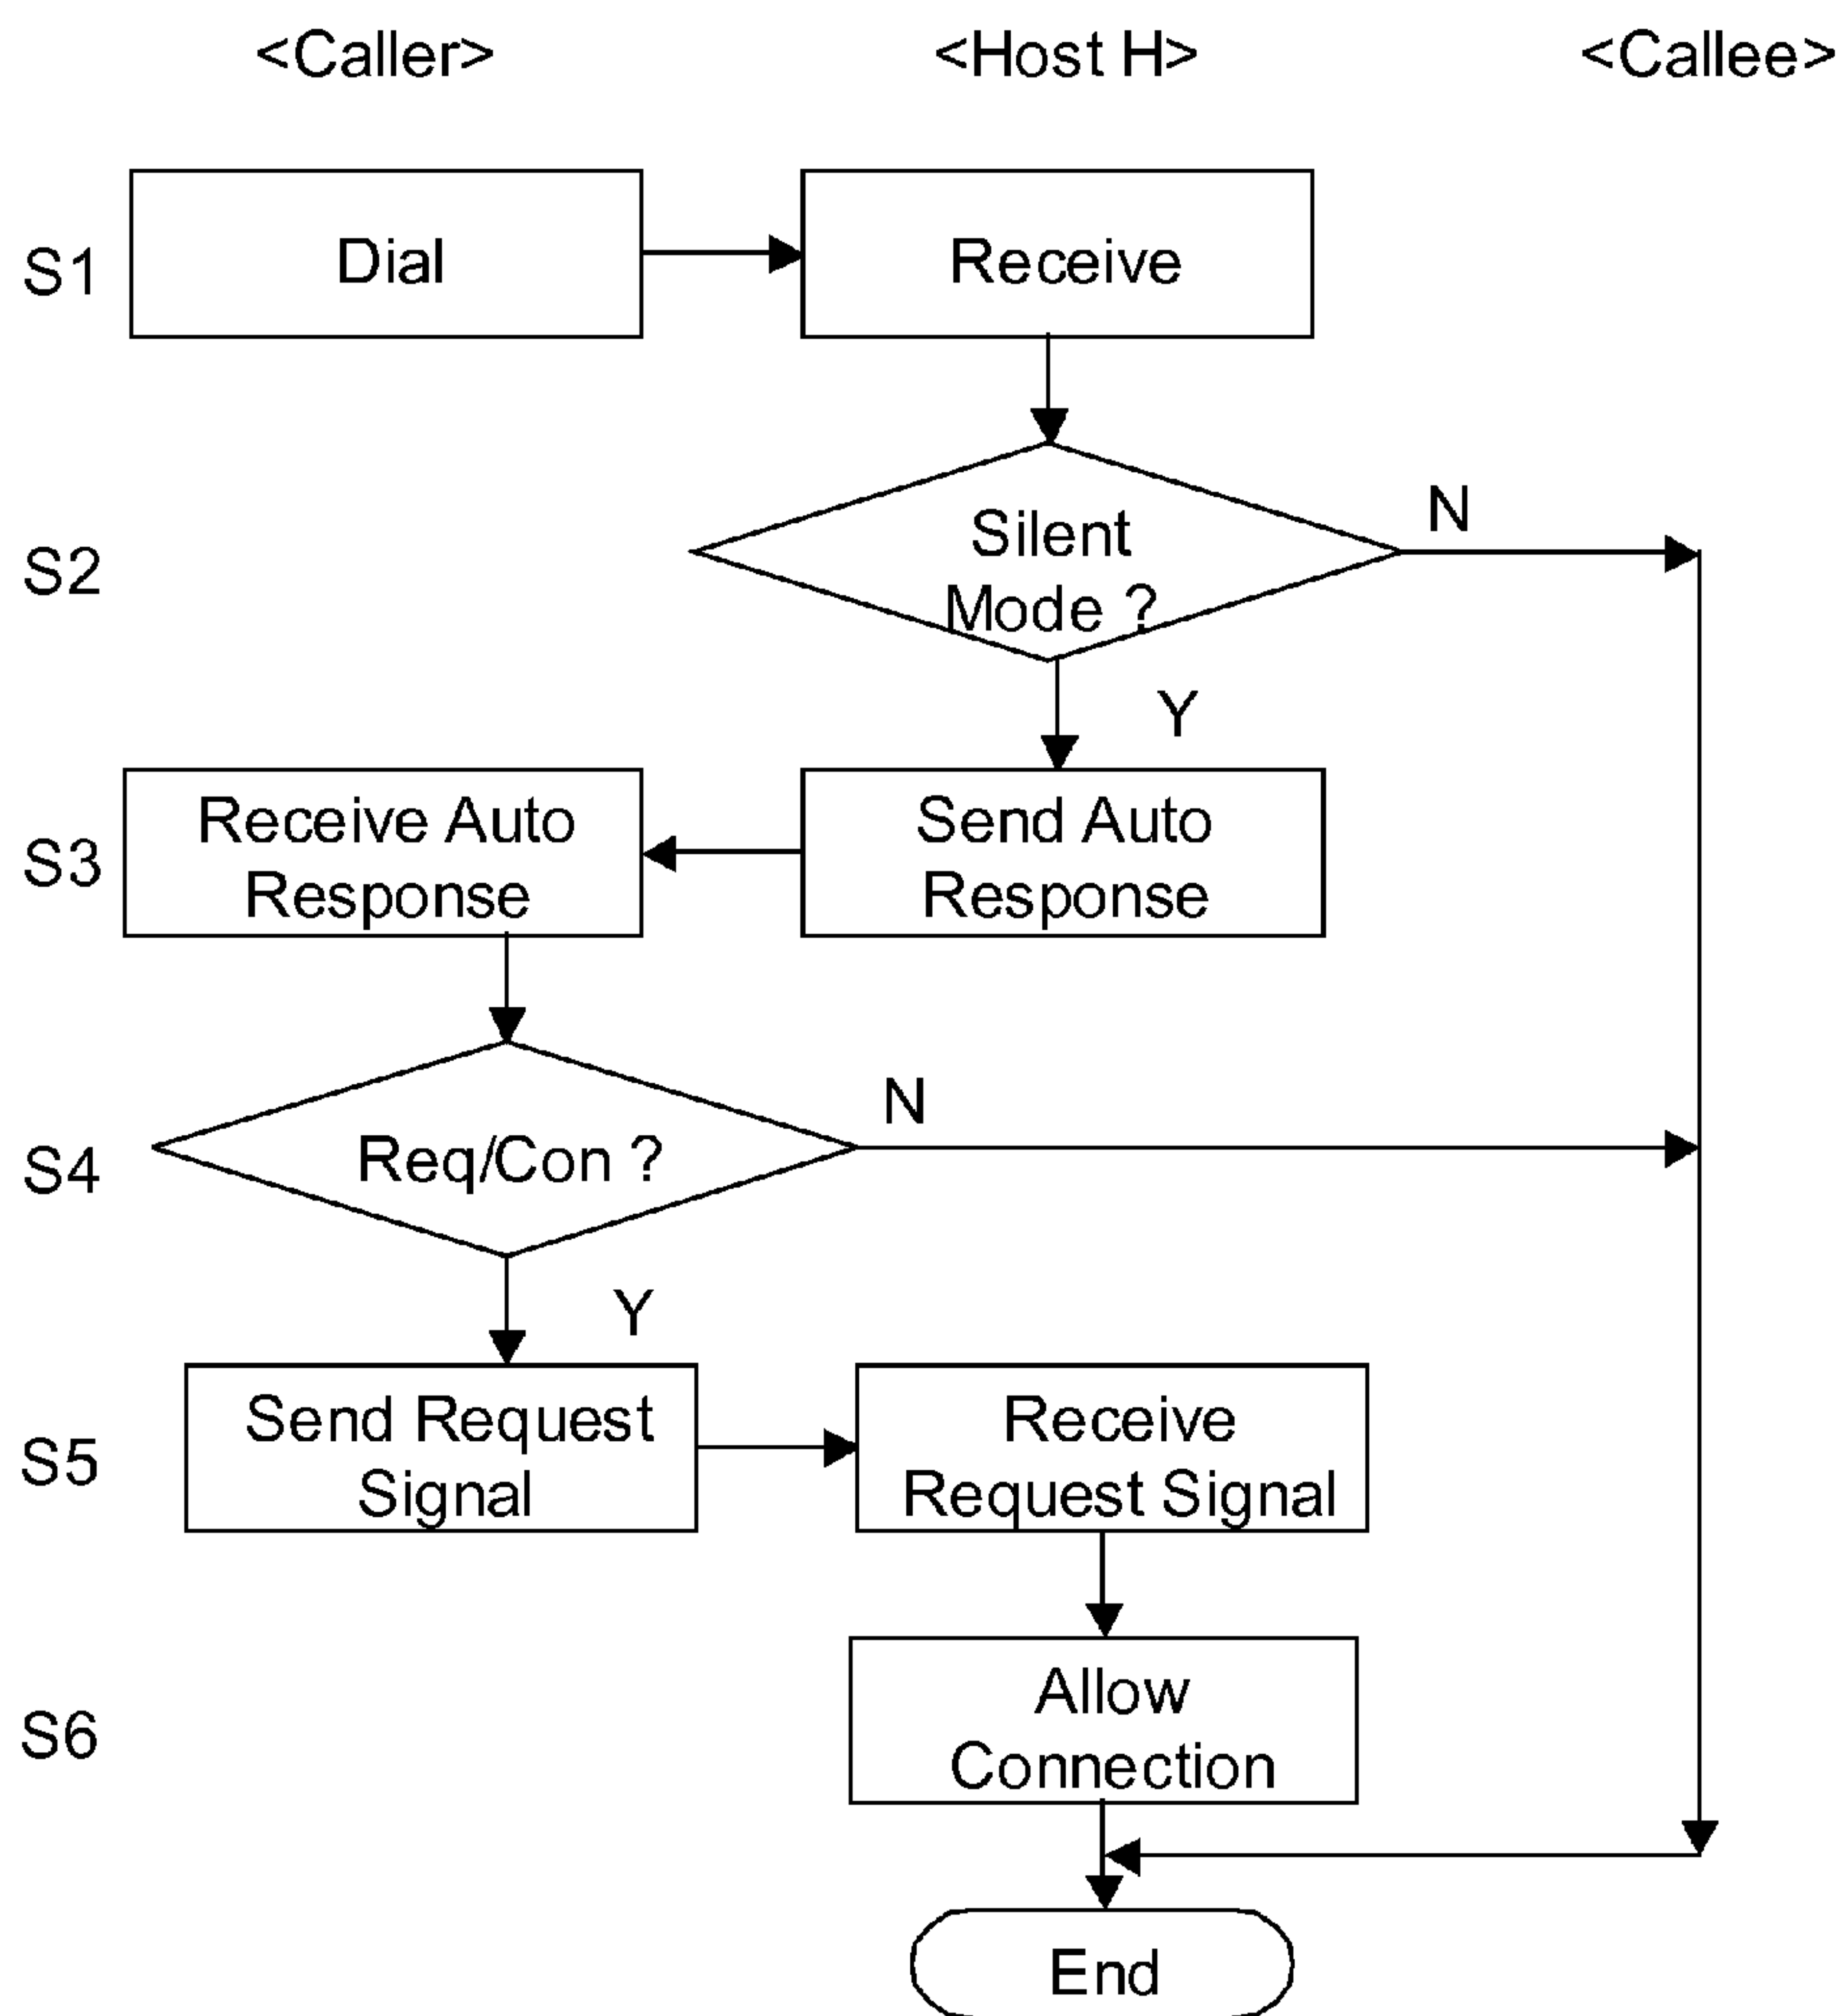 <Caller>
<Host H>
<Callee>
S1
Dial
Receive
S2
Silent
Mode ?
N
Y
S3
Receive Auto
Response
Send Auto
Response
S4
Req/Con ?
N
Y
S5
Send Request
Signal
Receive
Request Signal
S6
Allow
Connection
End